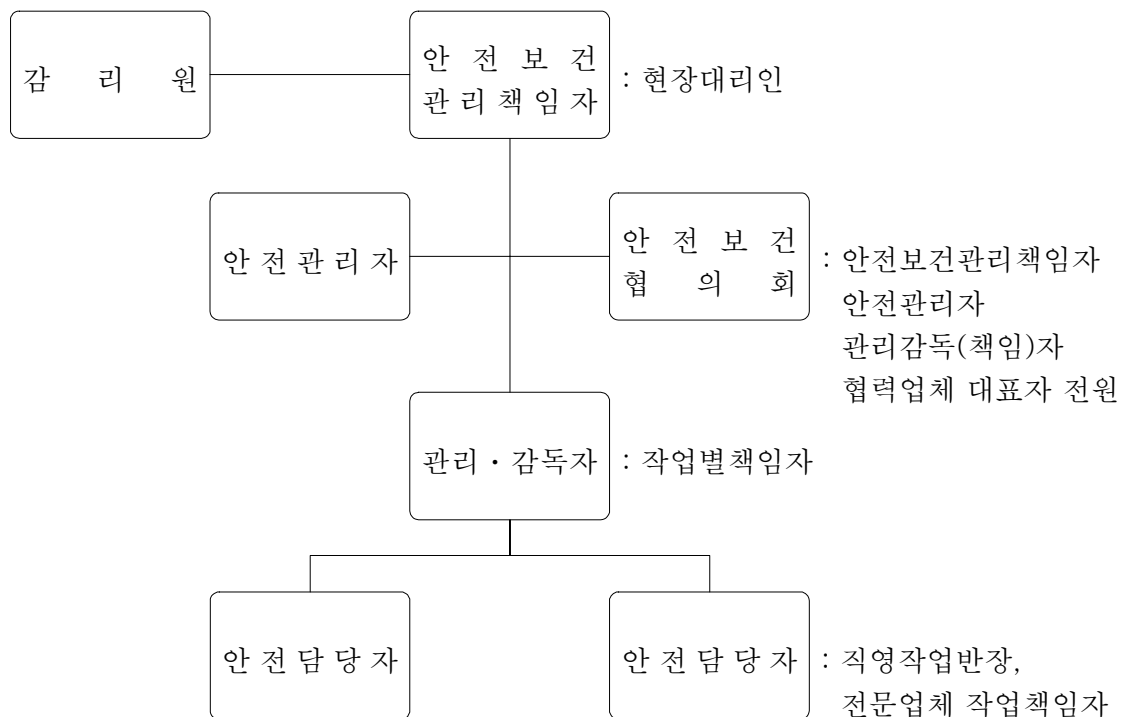 감 리 원
안 전 보 건
관 리 책 임 자
: 현장대리인
안 전 관 리 자
안 전 보 건
협 의 회
: 안전보건관리책임자
안전관리자
관리감독(책임)자
협력업체 대표자 전원
관리・감독자
: 작업별책임자
안 전 담 당 자
안 전 담 당 자
: 직영작업반장,
전문업체 작업책임자